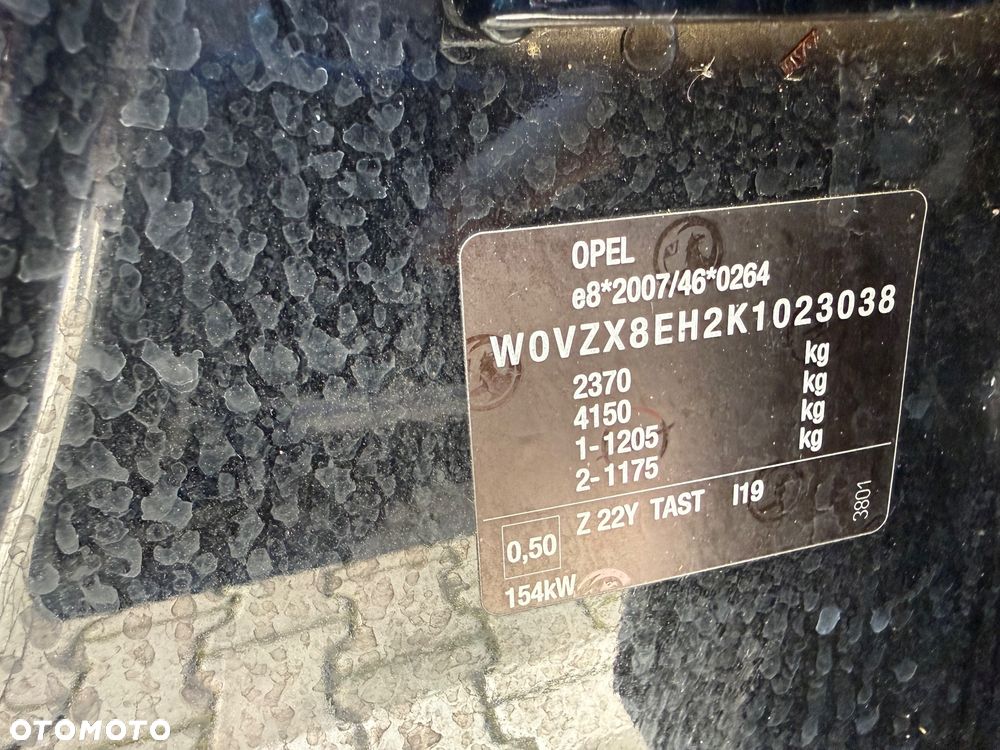 OPEL
e8*2007/46*0264
W0VZX8EH2K1023038
2370 kg
4150 kg
1-1205 kg
2-1175 kg
Z 22Y TAST I19
3801
0,50
154kW
OTOMOTO